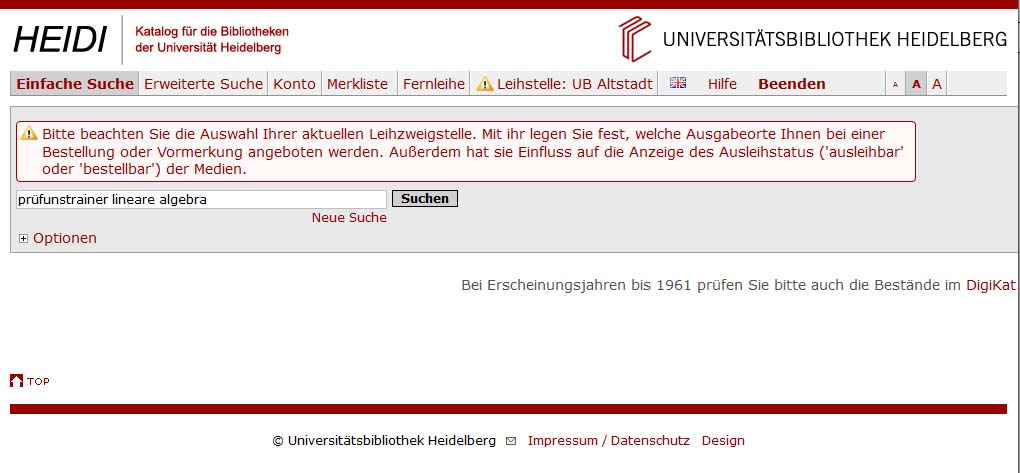 HEIDI
Katalog für die Bibliotheken
der Universität Heidelberg
UNIVERSITÄTSBIBLIOTHEK HEIDELBERG
Einfache Suche Erweiterte Suche Konto Merkliste Fernleihe Leihstelle: UB Altstadt Hilfe Beenden A A A
Bitte beachten Sie die Auswahl Ihrer aktuellen Leihzweigstelle. Mit ihr legen Sie fest, welche Ausgabeorte Ihnen bei einer
Bestellung oder Vormerkung angeboten werden. Außerdem hat sie Einfluss auf die Anzeige des Ausleihstatus ('ausleihbar'
oder 'bestellbar') der Medien.
prüfunstrainer lineare algebra Suchen
Neue Suche
Optionen
Bei Erscheinungsjahren bis 1961 prüfen Sie bitte auch die Bestände im DigiKat.
TOP
© Universitätsbibliothek Heidelberg Impressum / Datenschutz Design